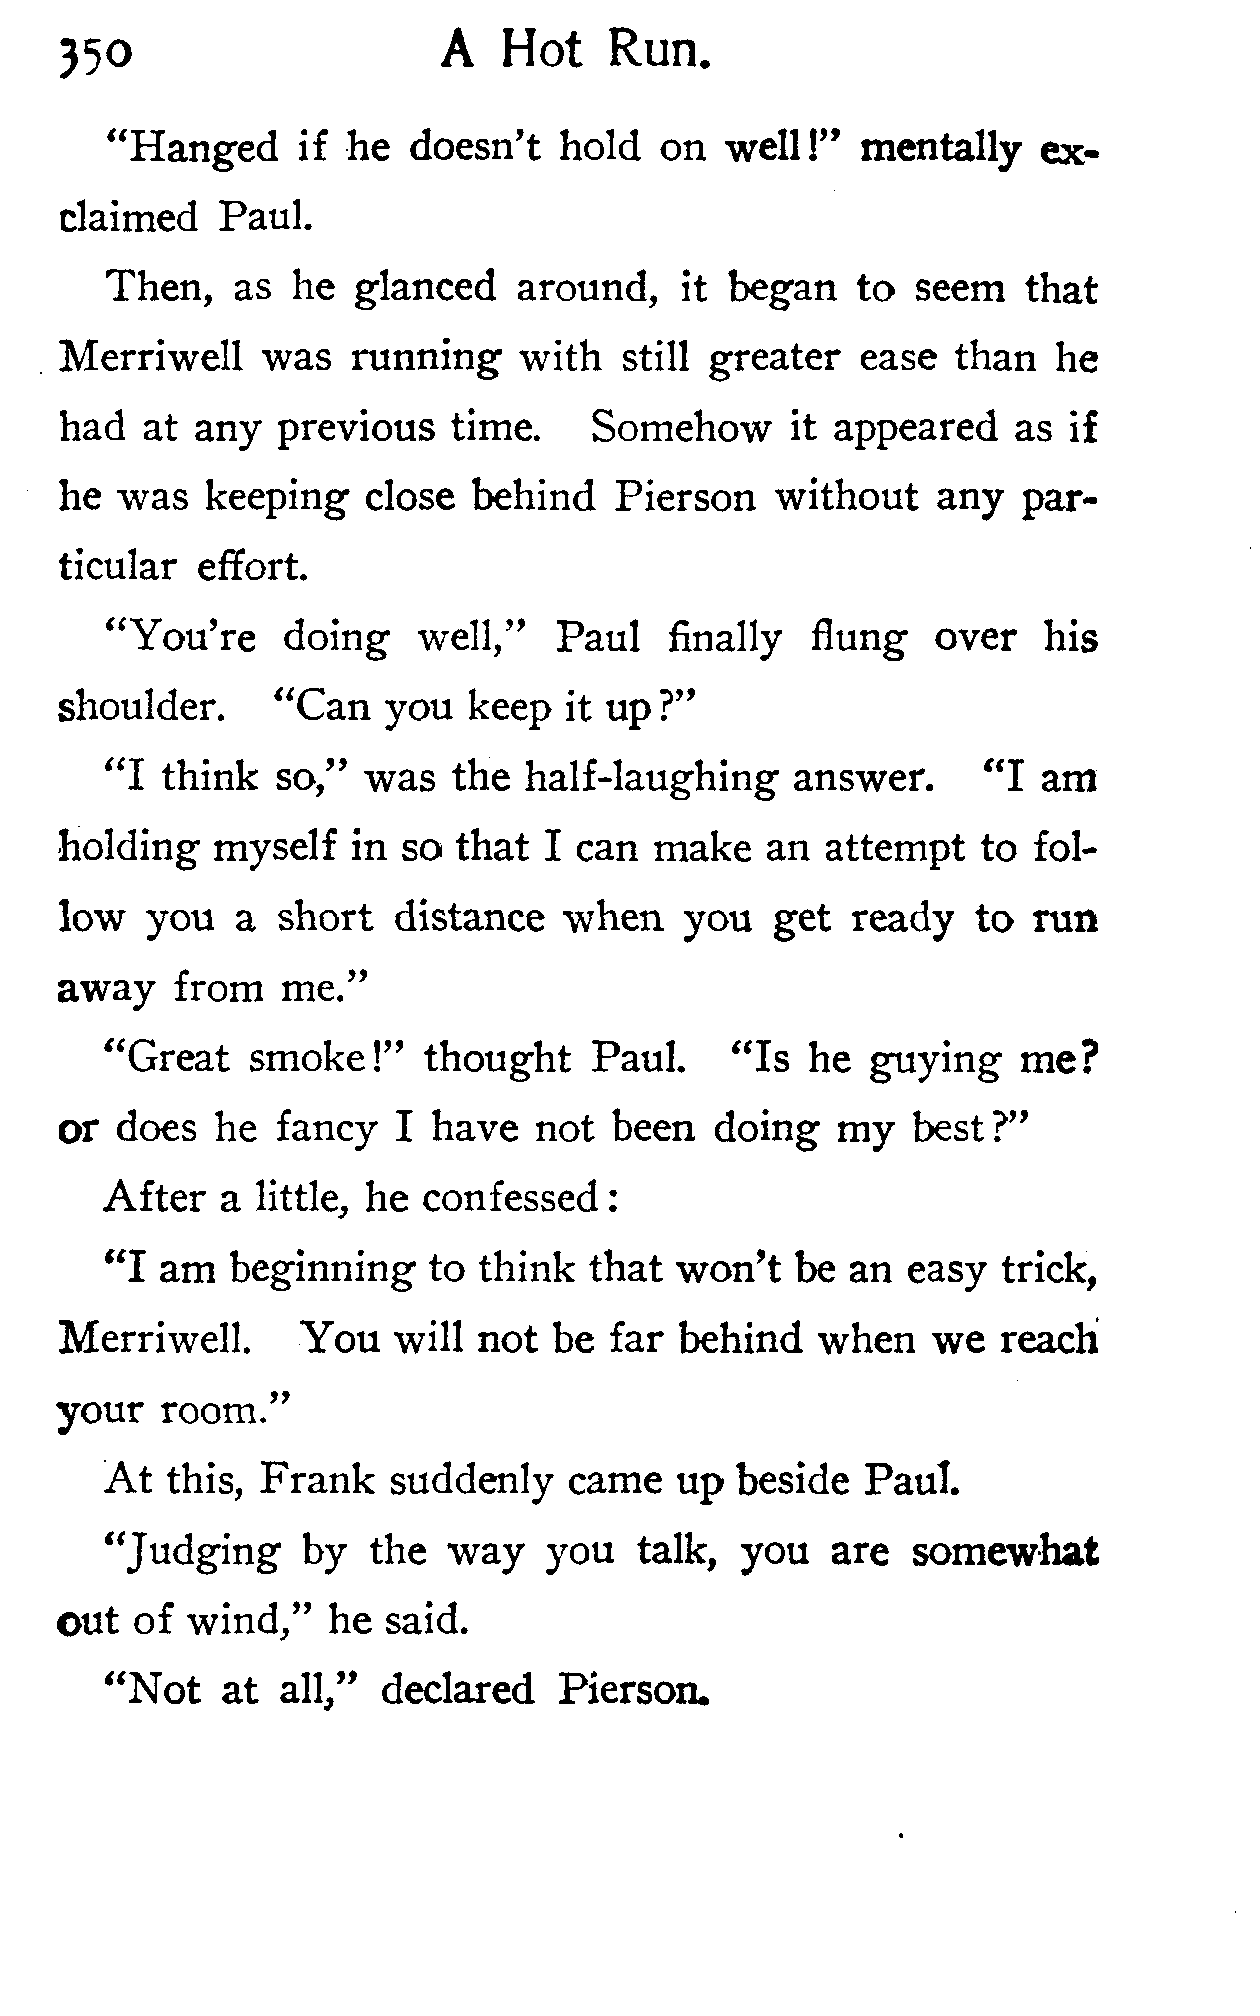 350 A Hot Run.
"Hanged if he doesn't hold on well!" mentally ex-
claimed Paul.
Then, as he glanced around, it began to seem that
Merriwell was running with still greater ease than he
had at any previous time. Somehow it appeared as if
he was keeping close behind Pierson without any par-
ticular effort.
"You're doing well," Paul finally flung over his
shoulder. "Can you keep it up?"
"I think so," was the half-laughing answer. "I am
holding myself in so that I can make an attempt to fol-
low you a short distance when you get ready to run
away from me."
"Great smoke!" thought Paul. "Is he guying me?
or does he fancy I have not been doing my best?"
After a little, he confessed:
"I am beginning to think that won't be an easy trick,
Merriwell. You will not be far behind when we reach
your room."
At this, Frank suddenly came up beside Paul.
"Judging by the way you talk, you are somewhat
out of wind," he said.
"Not at all," declared Pierson.